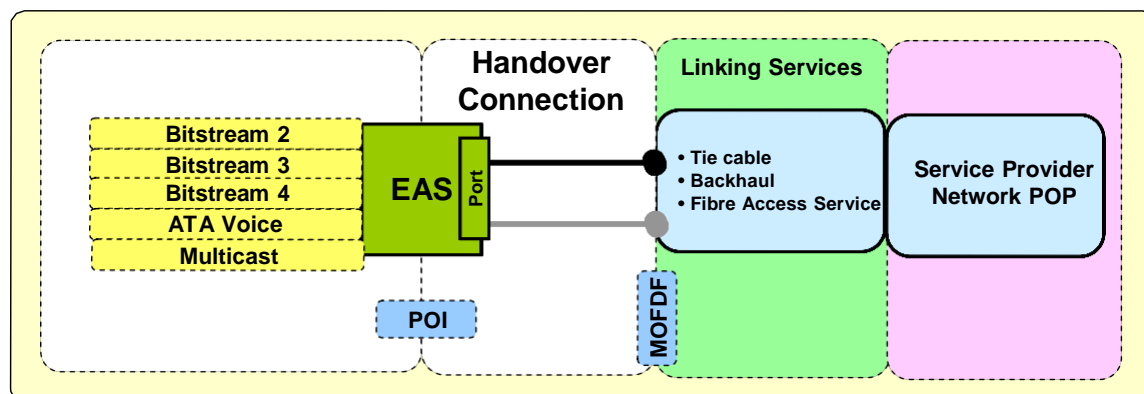 Handover
Connection
Linking Services
Bitstream 2
Bitstream 3
Bitstream 4
ATA Voice
Multicast
EAS
Port
• Tie cable
• Backhaul
• Fibre Access Service
Service Provider
Network POP
POI
MOFDF